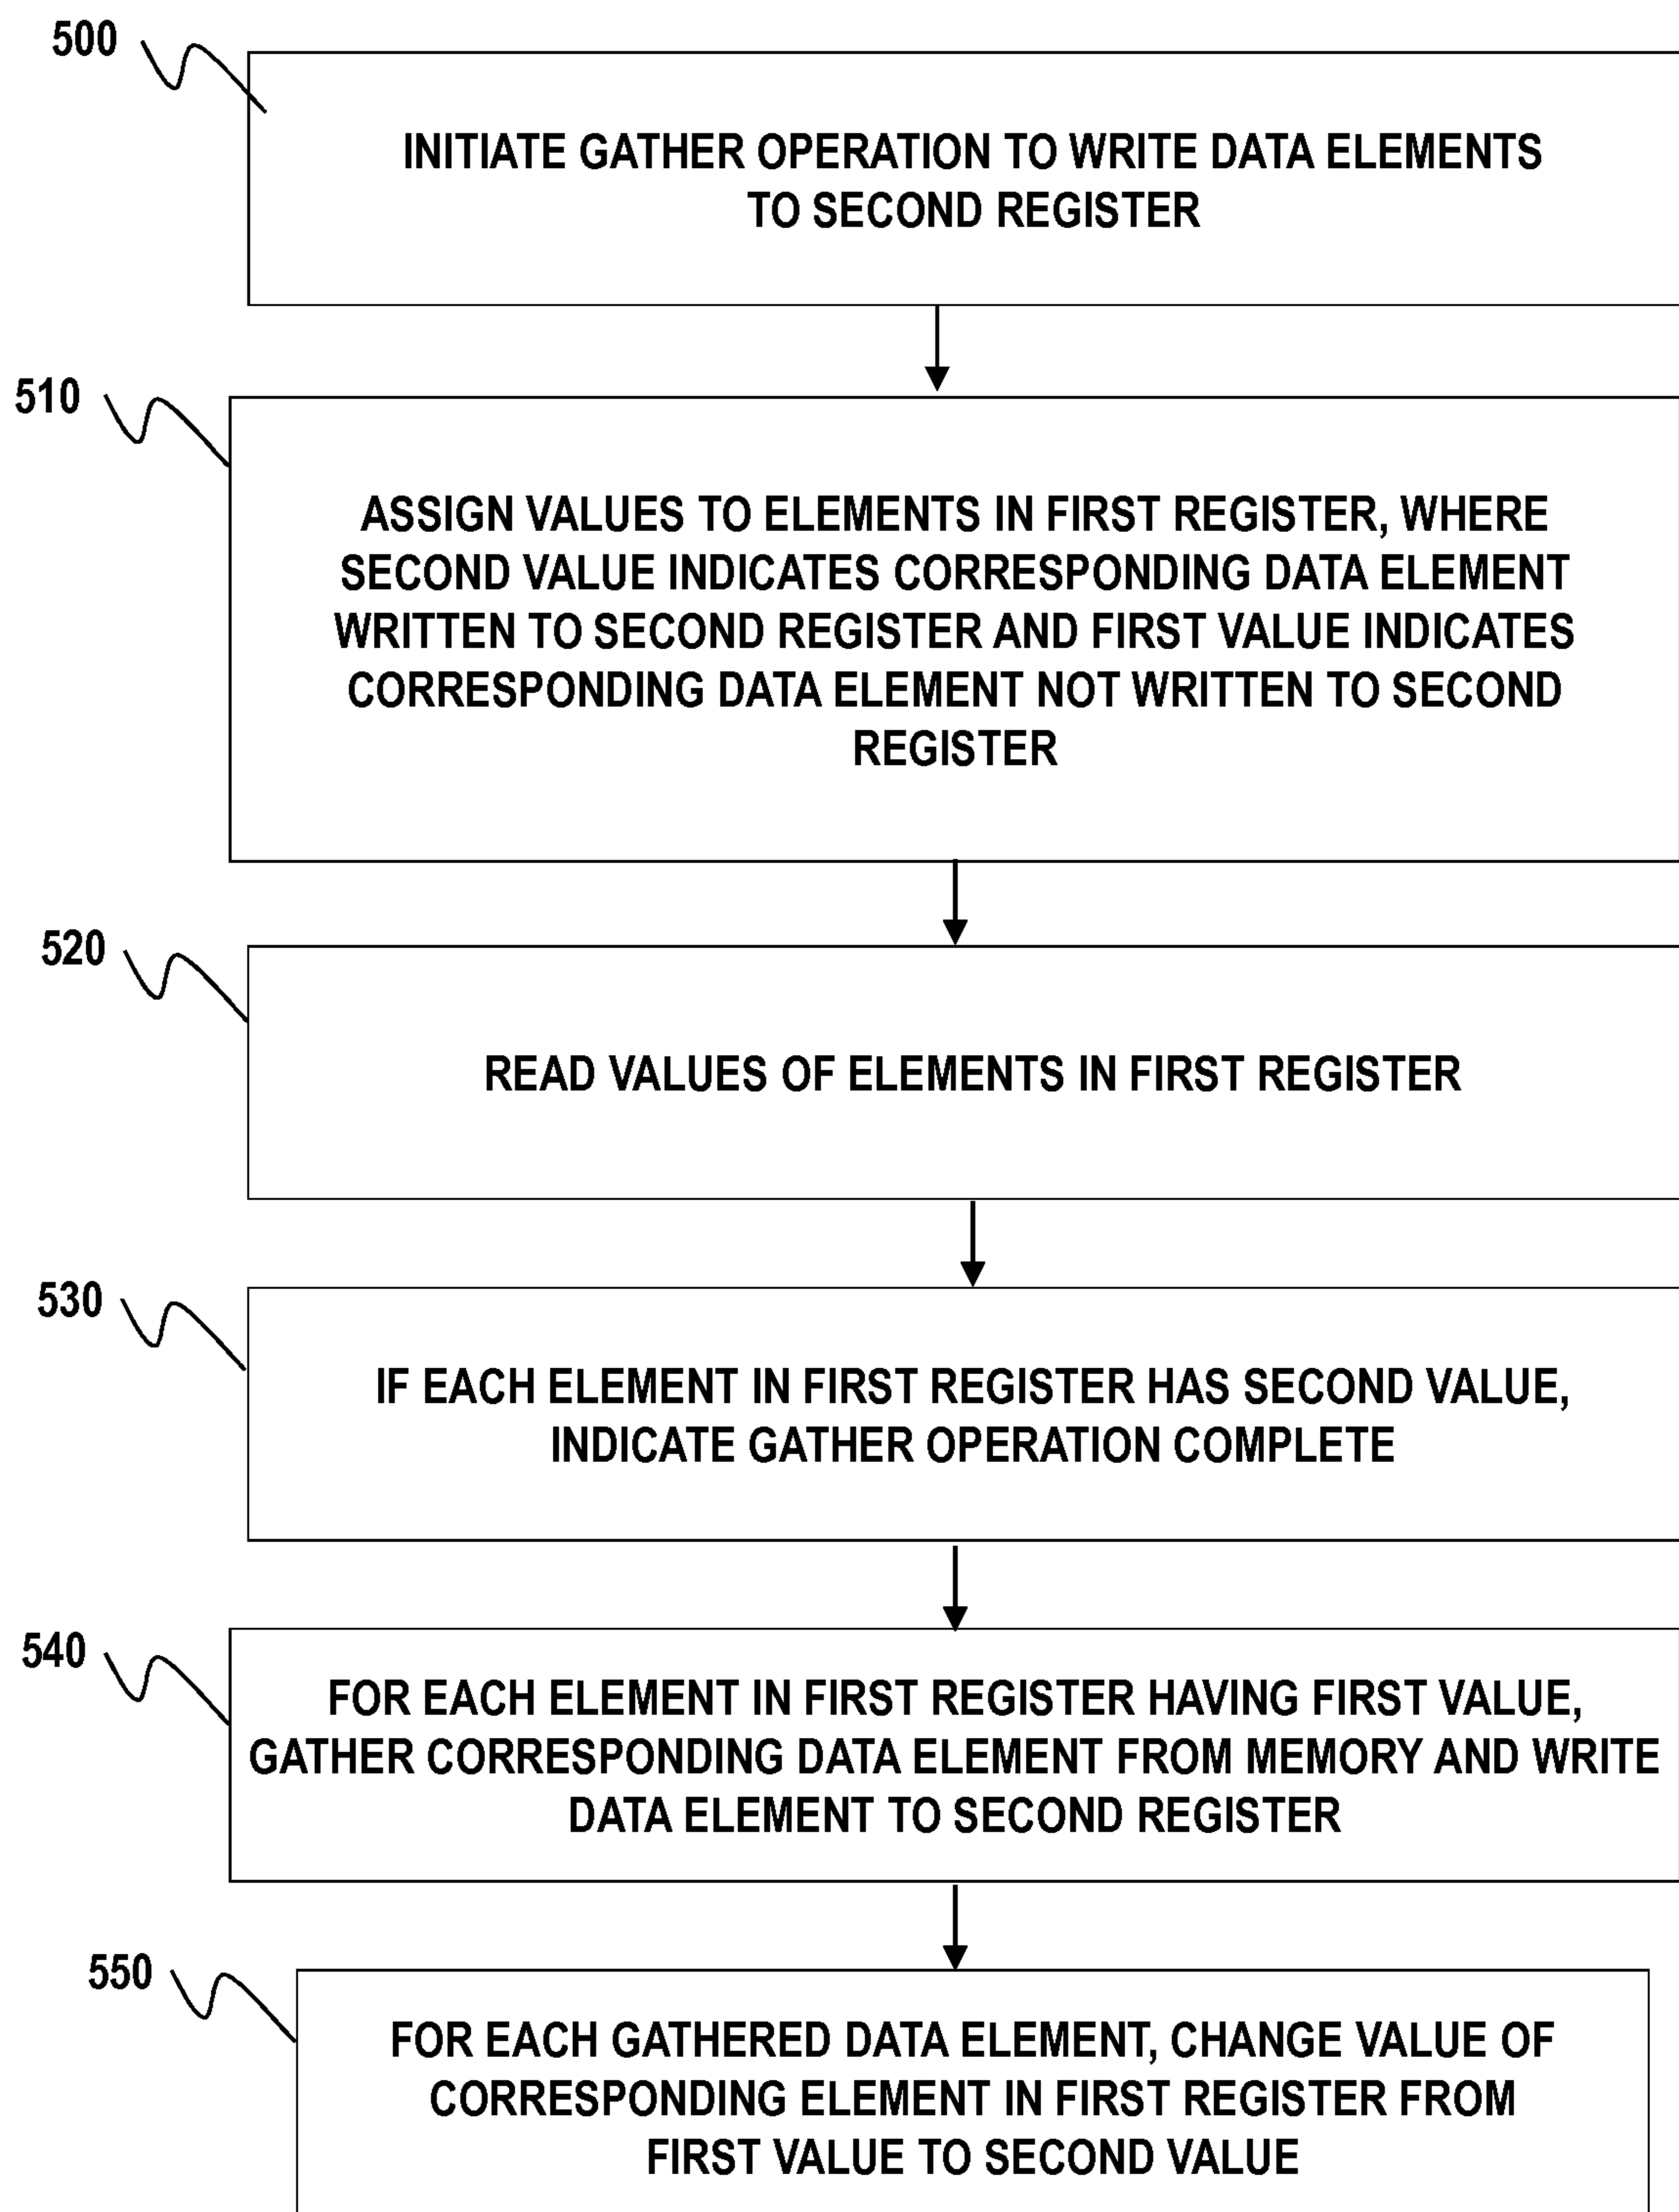 500
INITIATE GATHER OPERATION TO WRITE DATA ELEMENTS
TO SECOND REGISTER
510
ASSIGN VALUES TO ELEMENTS IN FIRST REGISTER, WHERE
SECOND VALUE INDICATES CORRESPONDING DATA ELEMENT
WRITTEN TO SECOND REGISTER AND FIRST VALUE INDICATES
CORRESPONDING DATA ELEMENT NOT WRITTEN TO SECOND
REGISTER
520
READ VALUES OF ELEMENTS IN FIRST REGISTER
530
IF EACH ELEMENT IN FIRST REGISTER HAS SECOND VALUE,
INDICATE GATHER OPERATION COMPLETE
540
FOR EACH ELEMENT IN FIRST REGISTER HAVING FIRST VALUE,
GATHER CORRESPONDING DATA ELEMENT FROM MEMORY AND WRITE
DATA ELEMENT TO SECOND REGISTER
550
FOR EACH GATHERED DATA ELEMENT, CHANGE VALUE OF
CORRESPONDING ELEMENT IN FIRST REGISTER FROM
FIRST VALUE TO SECOND VALUE